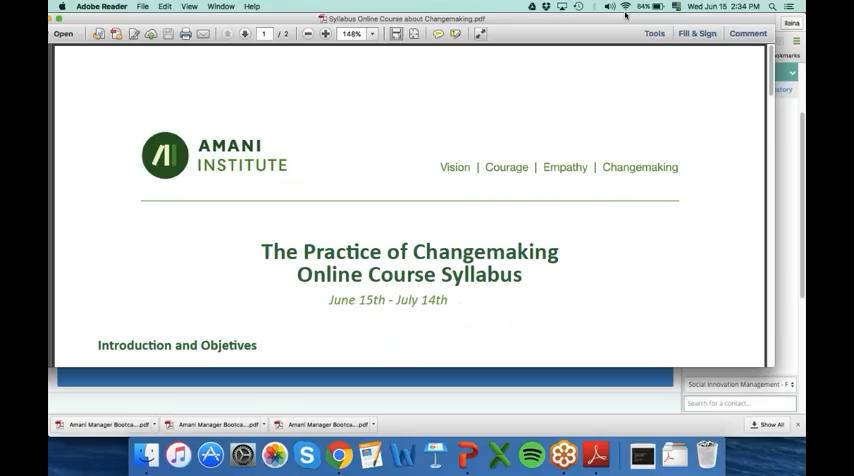 Adobe Reader File Edit View Window Help 84% Wed Jun 15 2:34 PM
Syllabus Online Course about Changemaking.pdf
Ilaina
Open 1 / 2 148% Tools Fill & Sign Comment
ookmarks
story
AMANI
INSTITUTE
Vision | Courage | Empathy | Changemaking
The Practice of Changemaking
Online Course Syllabus
June 15th - July 14th
Introduction and Objetives
Social Innovation Management - F
Search for a contact...
Amani Manager Bootca....pdf Amani Manager Bootca....pdf Amani Manager Bootca....pdf Show All